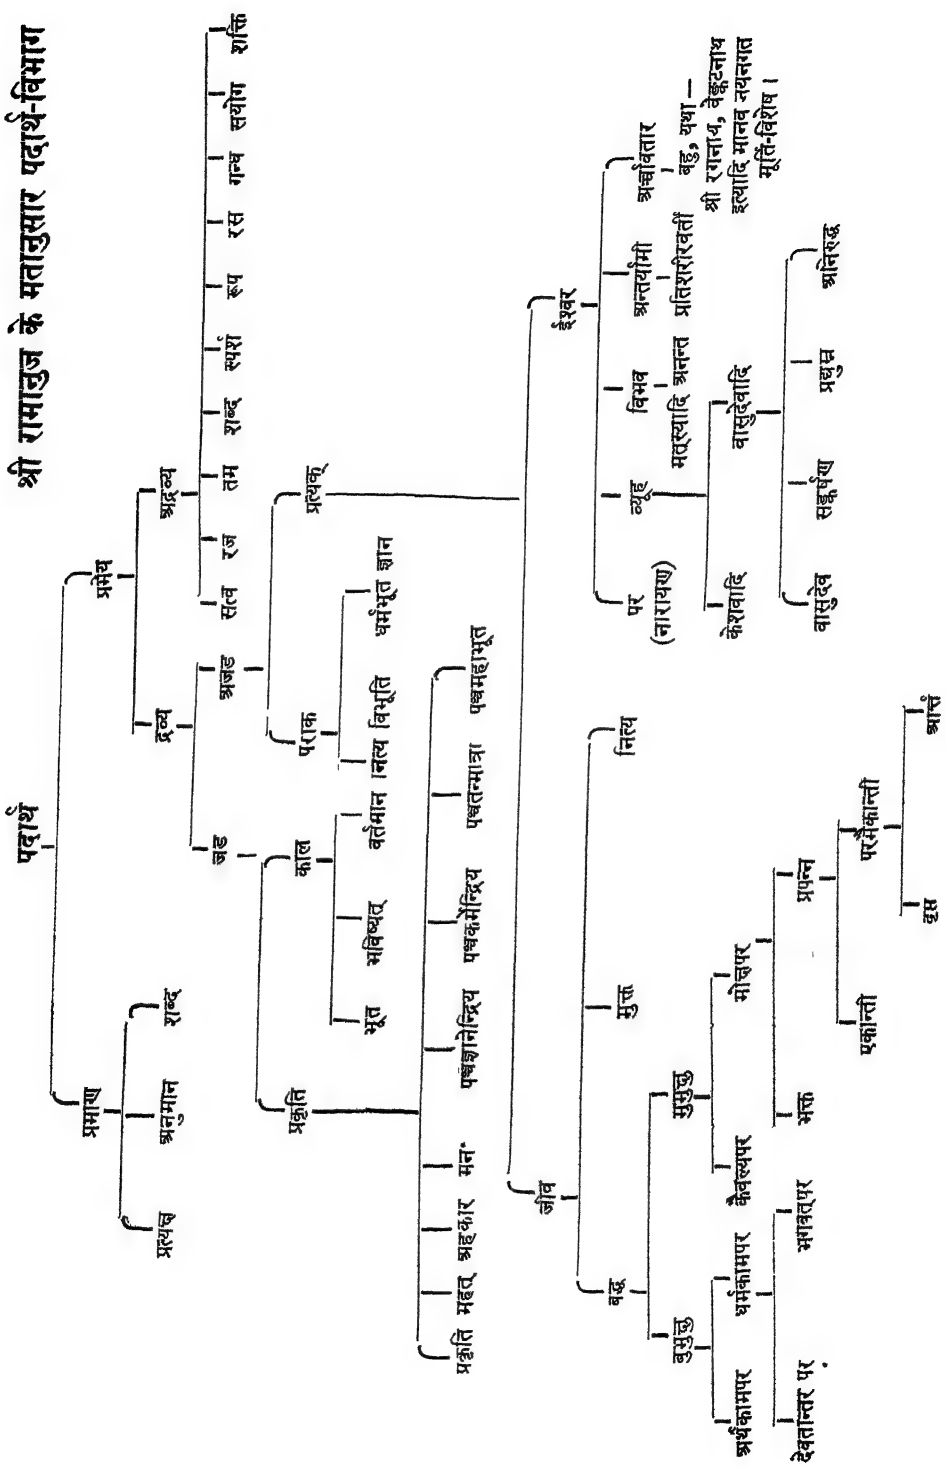 श्री रामानुज के मतानुसार पदार्थ-विभाग
पदार्थ
प्रमाण प्रमेय
प्रत्यक्ष अनुमान शब्द
द्रव्य अद्रव्य
सत्व रज तम शब्द स्पर्श रूप रस गन्ध सयोग शक्ति
जड अजड
प्रकृति काल
पराक प्रत्यक्
भूत भविष्यत् वर्तमान
नित्य विभूति धर्मभूत ज्ञान
प्रकृति महत् अहकार मन पञ्चज्ञानेन्द्रिय पञ्चकर्मेन्द्रिय पञ्चतन्मात्रा पञ्चमहाभूत
जीव ईश्वर
बद्ध मुक्त नित्य
पर व्यूह विभव अन्तर्यामी अर्च्चावतार
(नारायण)
मत्स्यादि अनन्त प्रतिशरीरवर्ती
बहु, यथा —
श्री रगनाथ, वेङ्कटनाथ
इत्यादि मानव नयनगत
मूर्ति-विशेष ।
बुभुक्षु मुमुक्षु
केशवादि वासुदेवादि
अर्थकामपर धर्मकामपर कैवल्यपर मोक्षपर
देवतान्तर पर भगवत्पर भक्त प्रपन्न
वासुदेव सङ्कर्षण प्रद्युम्न अनिरुद्ध
एकान्ती परमैकान्ती
दृप्त आर्त्त